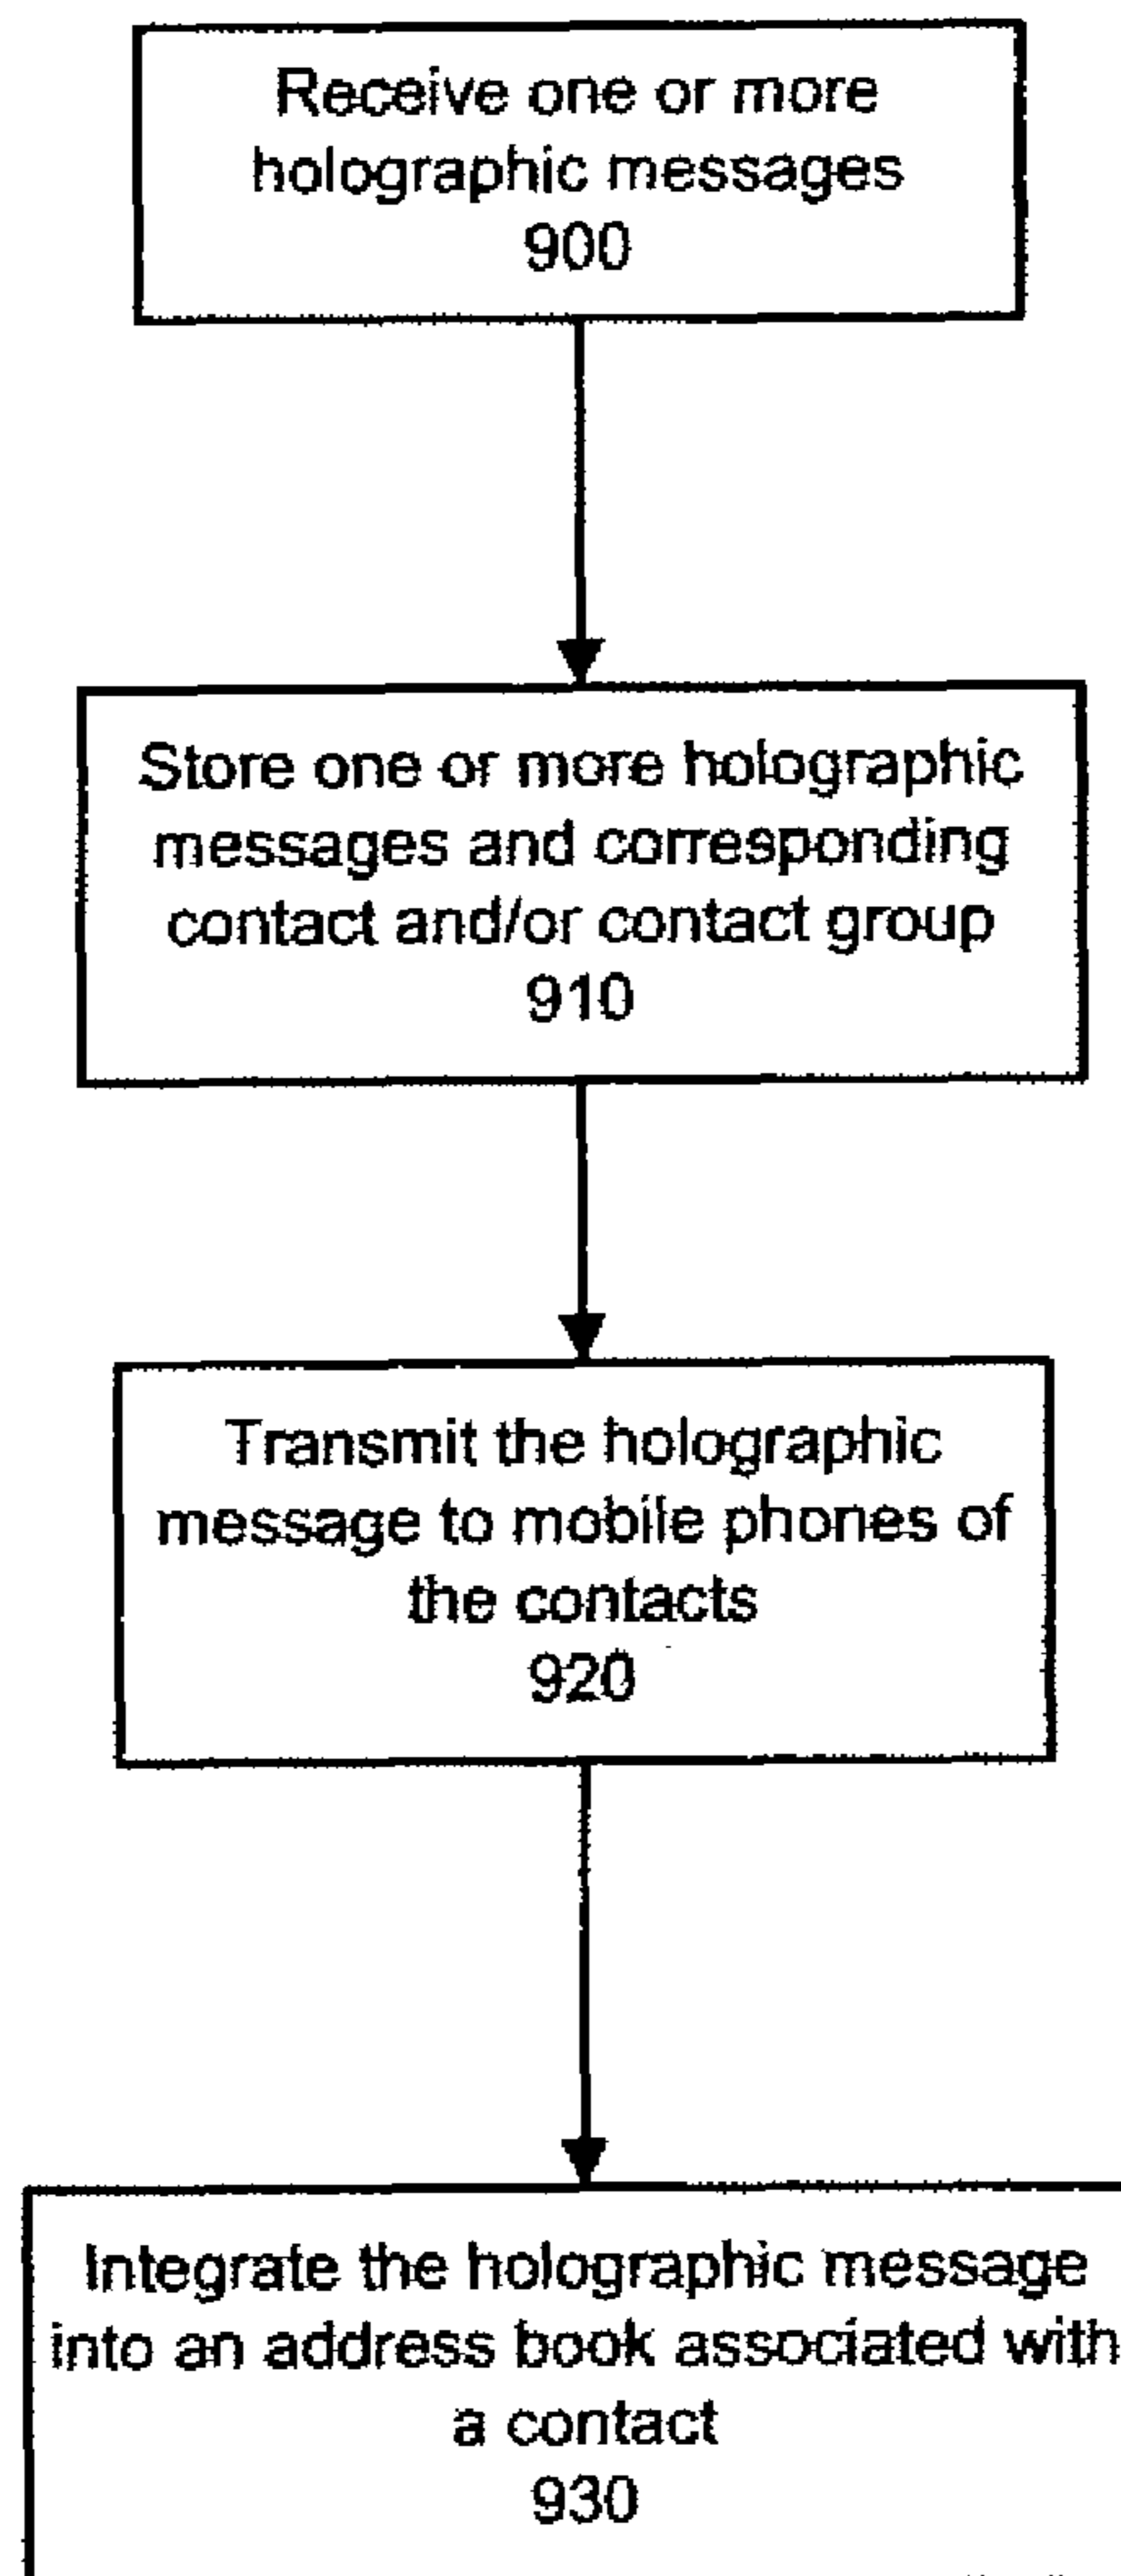 Receive one or more
holographic messages
900
Store one or more holographic
messages and corresponding
contact and/or contact group
910
Transmit the holographic
message to mobile phones of
the contacts
920
Integrate the holographic message
into an address book associated with
a contact
930